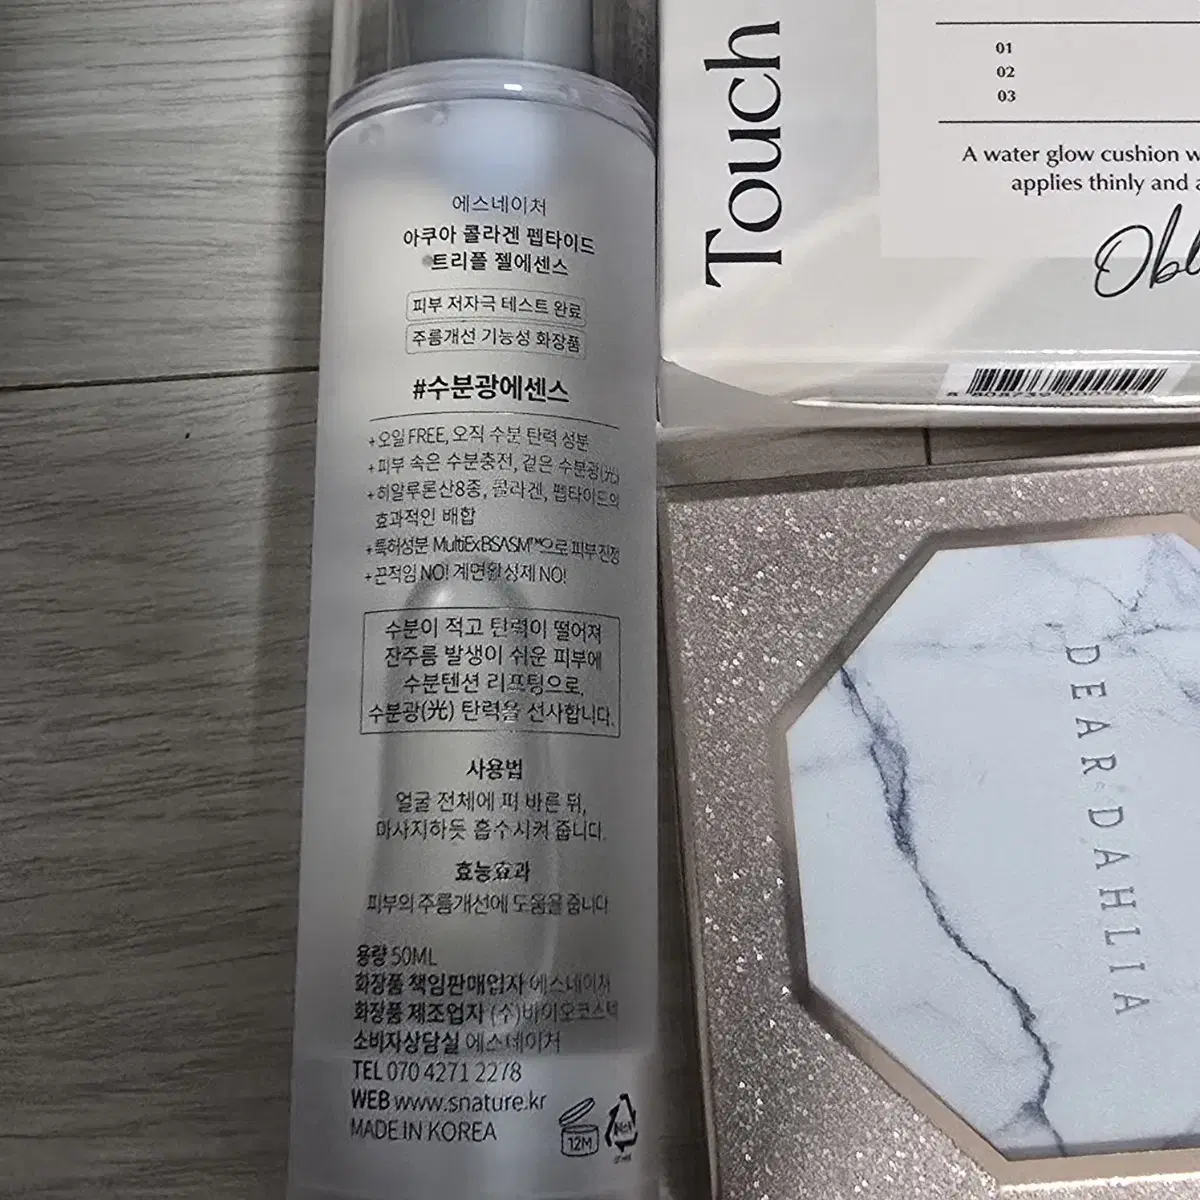 에스네이처
아쿠아 콜라겐 펩타이드
트리플 젤에센스
피부 저자극 테스트 완료
주름개선 기능성 화장품
#수분광에센스
+오일 FREE, 오직 수분 탄력 성분
+피부 속은 수분충전, 겉은 수분광(光)
+히알루론산8종, 콜라겐, 펩타이드의
효과적인 배합
+특허성분 MultiExBSASM™으로 피부진정
+끈적임 NO! 계면활성제 NO!
수분이 적고 탄력이 떨어져
잔주름 발생이 쉬운 피부에
수분텐션 리프팅으로,
수분광(光) 탄력을 선사합니다.
사용법
얼굴 전체에 펴 바른 뒤,
마사지하듯 흡수시켜 줍니다.
효능효과
피부의 주름개선에 도움을 줍니다
용량 50ML
화장품 책임판매업자 에스네이처
화장품 제조업자 (주)바이오코스텍
소비자상담실 에스네이처
TEL 070 4271 2278
WEB www.snature.kr
MADE IN KOREA
12M
Touch
01
02
03
A water glow cushion
applies thinly and
DEAR DAHLIA